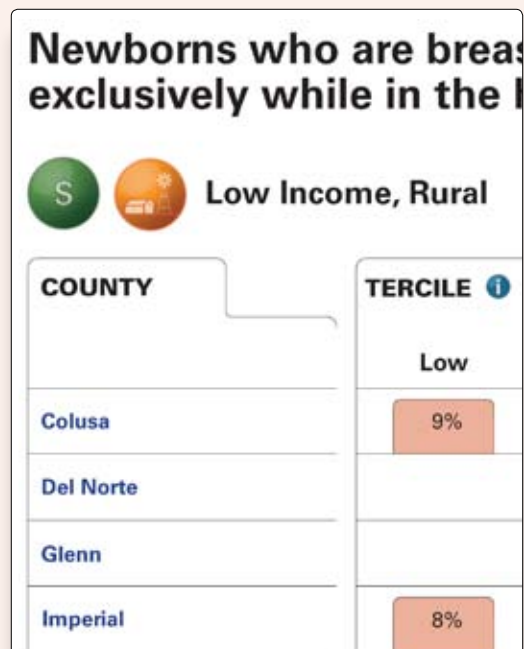 Newborns who are breas
exclusively while in the h
S
Low Income, Rural
COUNTY
TERCILE i
Low
Colusa
9%
Del Norte
Glenn
Imperial
8%